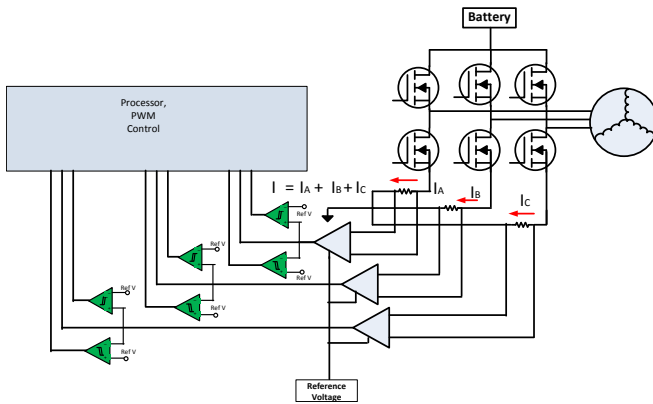 Battery
Processor,
PWM
Control
I = IA + IB + IC
IA
IB
IC
Ref V
Ref V
Ref V
Ref V
Ref V
Ref V
Reference
Voltage